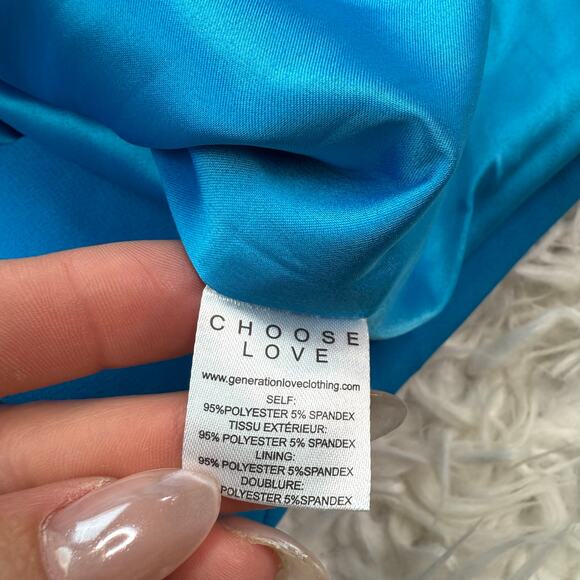 CHOOSE
LOVE
www.generationloveclothing.com
SELF:
95%POLYESTER 5% SPANDEX
TISSU EXTÉRIEUR:
95% POLYESTER 5% SPANDEX
LINING:
95% POLYESTER 5%SPANDEX
DOUBLURE:
POLYESTER 5%SPANDEX